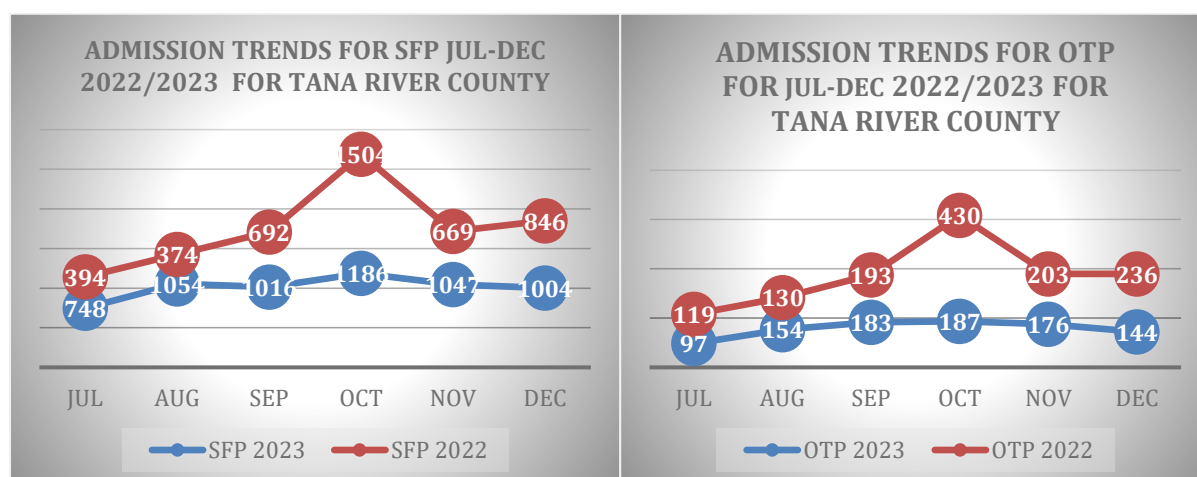 ADMISSION TRENDS FOR SFP JUL-DEC
2022/2023 FOR TANA RIVER COUNTY
1504
692
669
846
394
374
748
1054
1016
1186
1047
1004
JUL AUG SEP OCT NOV DEC
SFP 2023 SFP 2022
ADMISSION TRENDS FOR OTP
FOR JUL-DEC 2022/2023 FOR
TANA RIVER COUNTY
430
119
130
193
203
236
97
154
183
187
176
144
JUL AUG SEP OCT NOV DEC
OTP 2023 OTP 2022